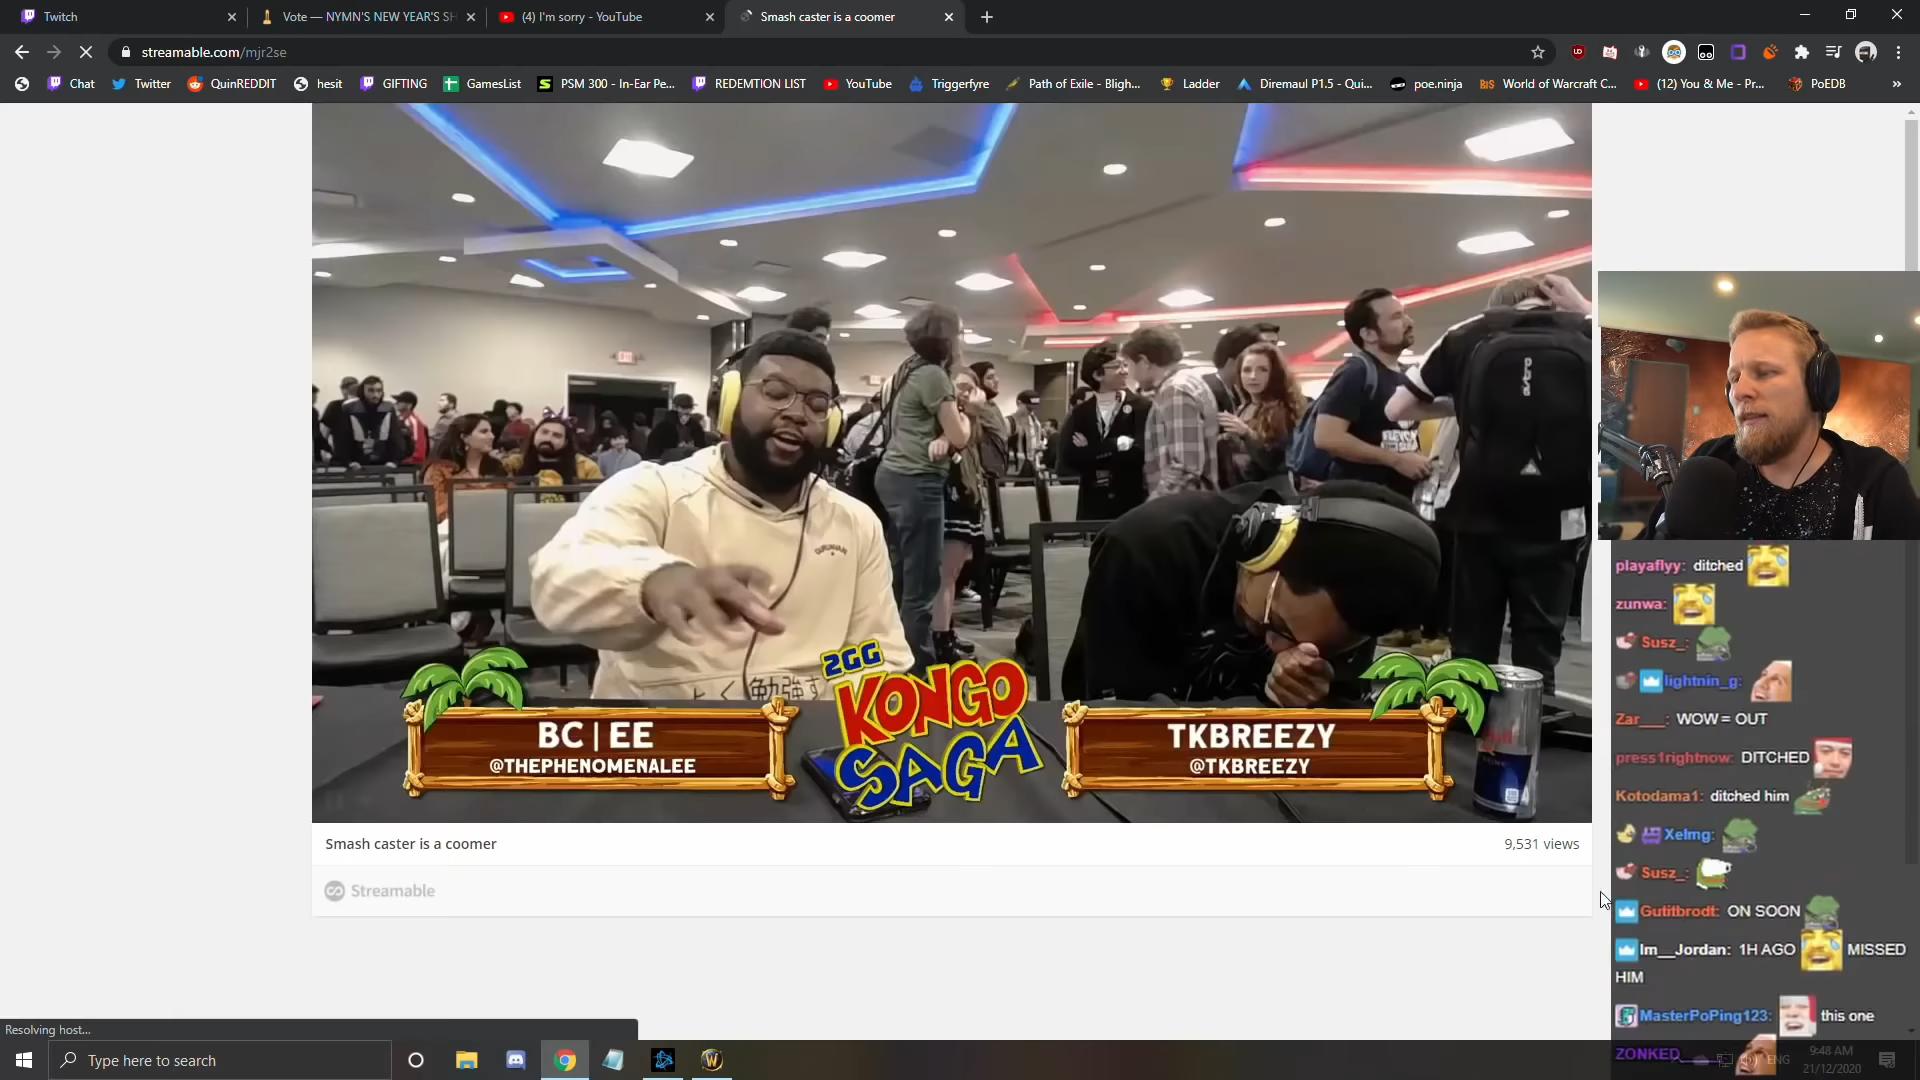 Twitch
Vote — NYMN'S NEW YEAR'S SH
(4) I'm sorry - YouTube
Smash caster is a coomer
streamable.com/mjr2se
Chat
Twitter
QuinREDDIT
hesit
GIFTING
GamesList
PSM 300 - In-Ear Pe...
REDEMTION LIST
YouTube
Triggerfyre
Path of Exile - Bligh...
Ladder
Diremaul P1.5 - Qui...
poe.ninja
World of Warcraft C...
(12) You & Me - Pr...
PoEDB
2GG
KONGO
SAGA
BC | EE
@THEPHENOMENALEE
TKBREEZY
@TKBREEZY
Smash caster is a coomer
9,531 views
Streamable
playaflyy: ditched
zunwa:
Susz_:
lightnin_g:
Zar___: WOW = OUT
press1rightnow: DITCHED
Kotodama1: ditched him
Xelmg:
Susz_:
Gutitbrodt: ON SOON
Im__Jordan: 1H AGO MISSED
HIM
MasterPoPing123: this one
Resolving host...
Type here to search
ENG
9:48 AM
21/12/2020